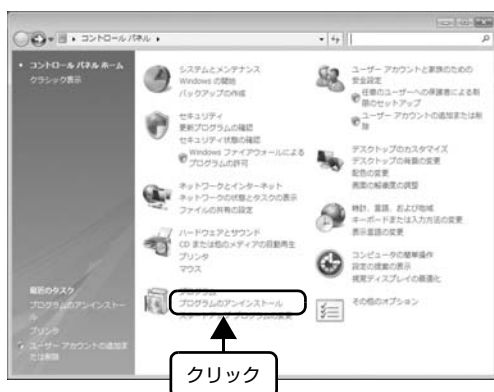 コントロール パネル
コントロール パネル ホーム
クラシック表示
システムとメンテナンス
Windows の開始
バックアップの作成
セキュリティ
更新プログラムの確認
セキュリティ状態の確認
Windows ファイアウォールによる
プログラムの許可
ネットワークとインターネット
ネットワークの状態とタスクの表示
ファイルの共有の設定
ハードウェアとサウンド
CD または他のメディアの自動再生
プリンタ
マウス
プログラム
プログラムのアンインストール
スタートアップ プログラムの変更
ユーザー アカウントと家族のための
安全設定
任意のユーザーへの保護者による制
限のセットアップ
ユーザー アカウントの追加または削
除
デスクトップのカスタマイズ
デスクトップの背景の変更
配色の変更
画面の解像度の調整
時計、言語、および地域
キーボードまたは入力方法の変更
表示言語の変更
コンピュータの簡単操作
設定の提案の表示
視覚ディスプレイの最適化
その他のオプション
最近のタスク
プログラムのアンインストー
ル
プリンタ
ユーザー アカウントの追加ま
たは削除
クリック